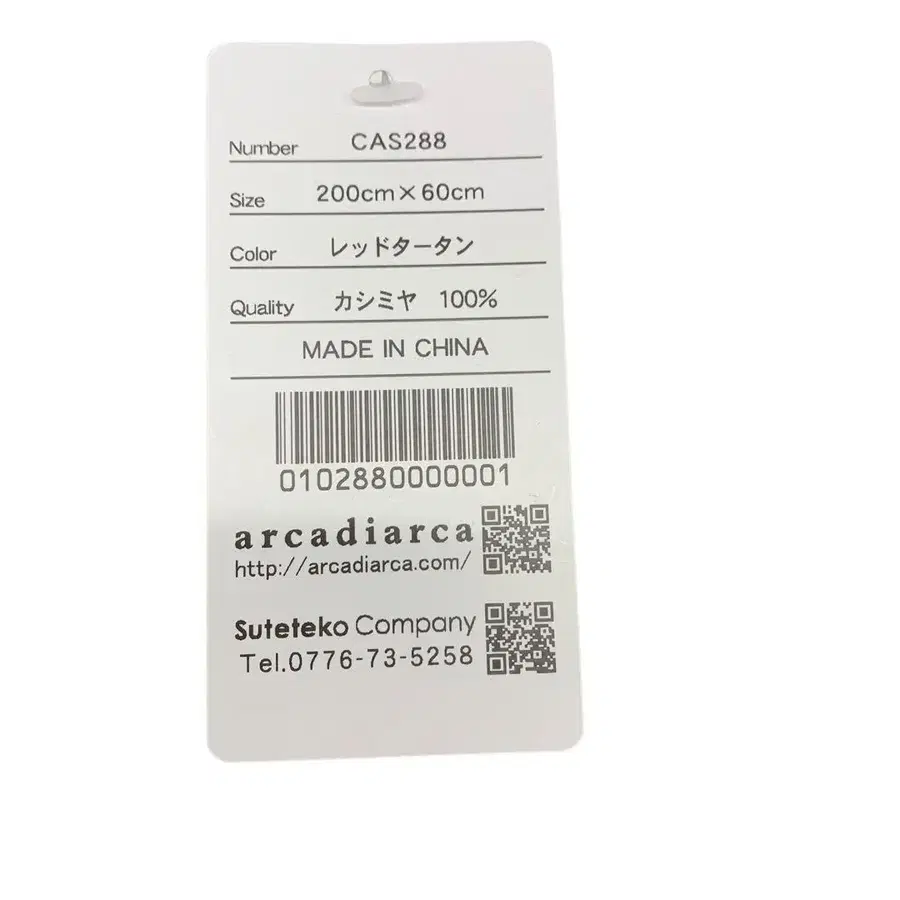 Number CAS288
Size 200cm×60cm
Color レッドタータン
Quality カシミヤ 100%
MADE IN CHINA
0102880000001
arcadiarca
http://arcadiarca.com/
Suteteko Company
Tel.0776-73-5258